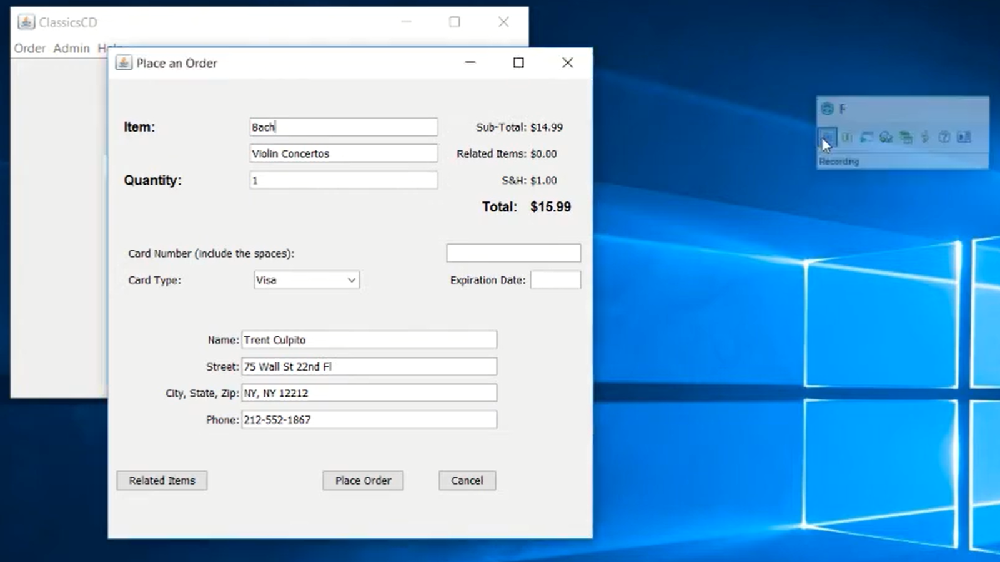 ClassicsCD
Order Admin
Place an Order
Item: Bach Sub-Total: $14.99
Violin Concertos Related Items: $0.00
Quantity: 1 S&H: $1.00
Total: $15.99
Card Number (include the spaces):
Card Type: Visa Expiration Date:
Name: Trent Culpito
Street: 75 Wall St 22nd Fl
City, State, Zip: NY, NY 12212
Phone: 212-552-1867
Related Items Place Order Cancel
Recording